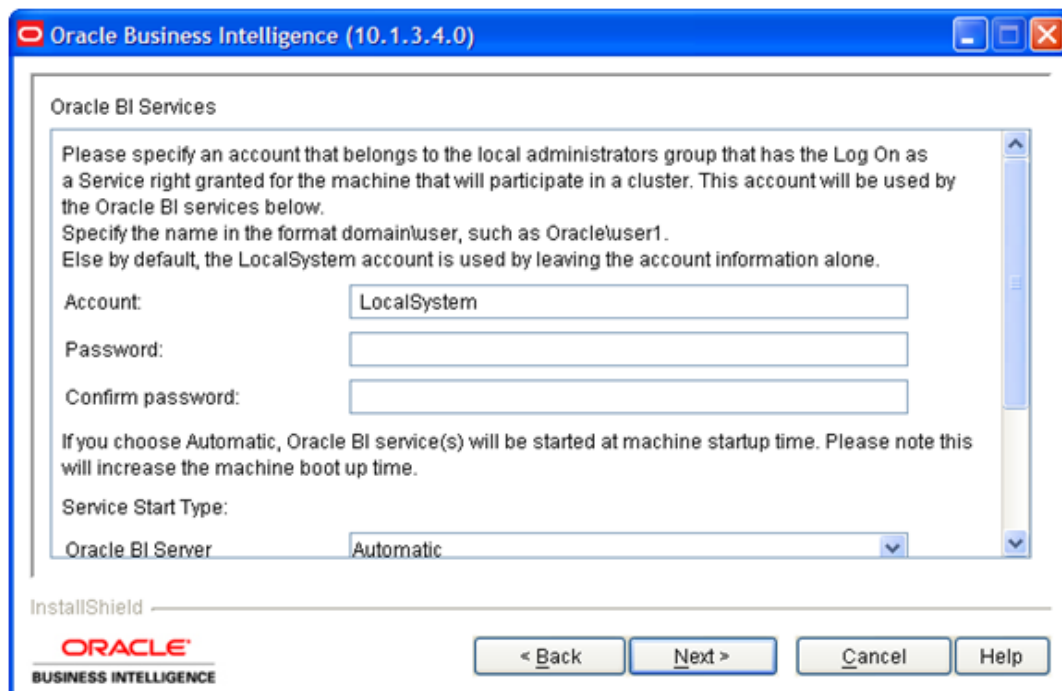 Oracle Business Intelligence (10.1.3.4.0)
Oracle BI Services
Please specify an account that belongs to the local administrators group that has the Log On as
a Service right granted for the machine that will participate in a cluster. This account will be used by
the Oracle BI services below.
Specify the name in the format domain\user, such as Oracle\user1.
Else by default, the LocalSystem account is used by leaving the account information alone.
Account: LocalSystem
Password:
Confirm password:
If you choose Automatic, Oracle BI service(s) will be started at machine startup time. Please note this
will increase the machine boot up time.
Service Start Type:
Oracle BI Server Automatic
InstallShield
ORACLE'
BUSINESS INTELLIGENCE
< Back Next > Cancel Help